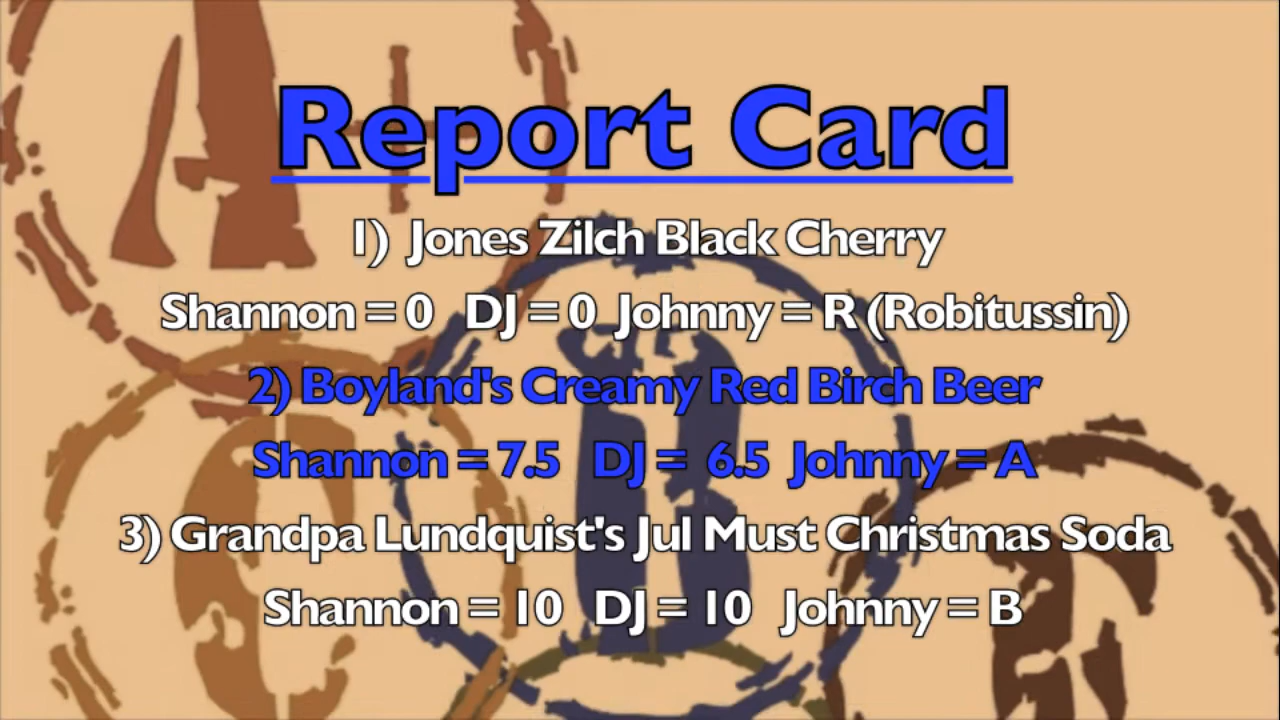 Report Card
1) Jones Zilch Black Cherry
Shannon = 0 DJ = 0 Johnny = R (Robitussin)
2) Boyland's Creamy Red Birch Beer
Shannon = 7.5 DJ = 6.5 Johnny = A
3) Grandpa Lundquist's Jul Must Christmas Soda
Shannon = 10 DJ = 10 Johnny = B
A+
B
C